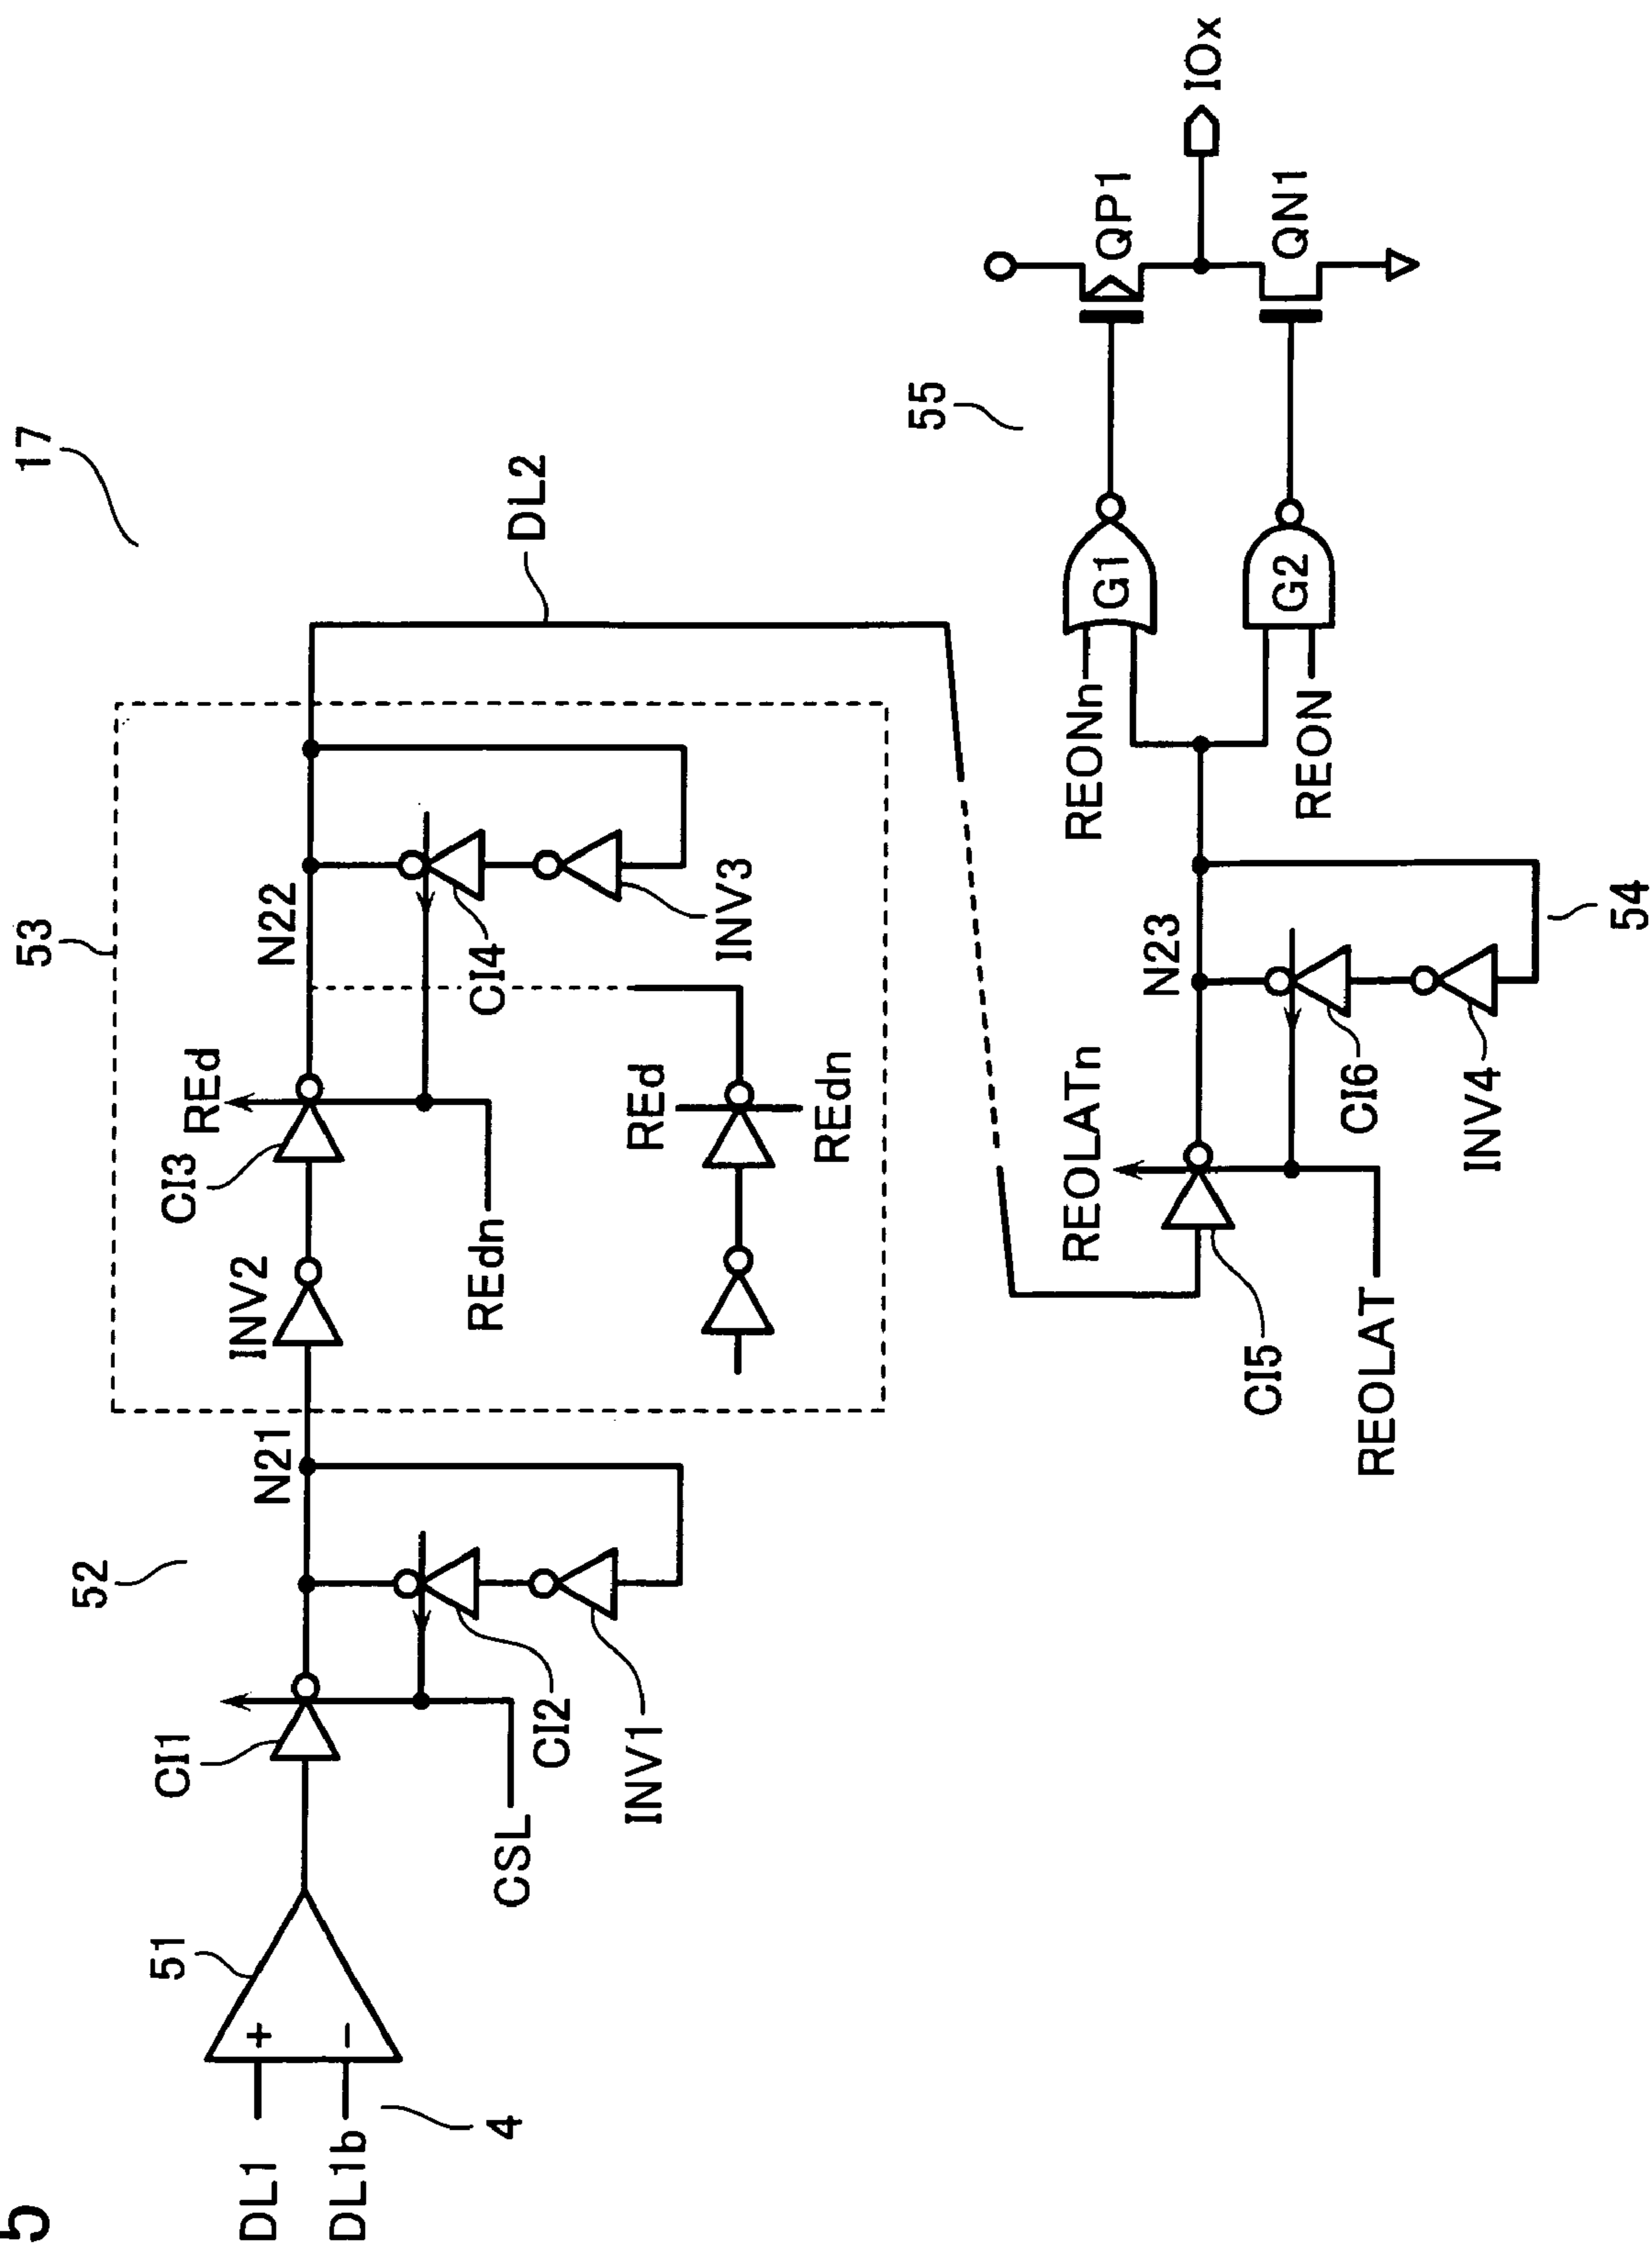 5
17
DL1
DL1b
4
+
−
51
CI1
CSL
CI2
INV1
52
N21
53
INV2
CI3
REd
REdn
N22
CI4
INV3
REd
REdn
DL2
CI5
REOLATn
REOLAT
N23
CI6
INV4
54
REONn
REON
G1
G2
55
QP1
QN1
IOx